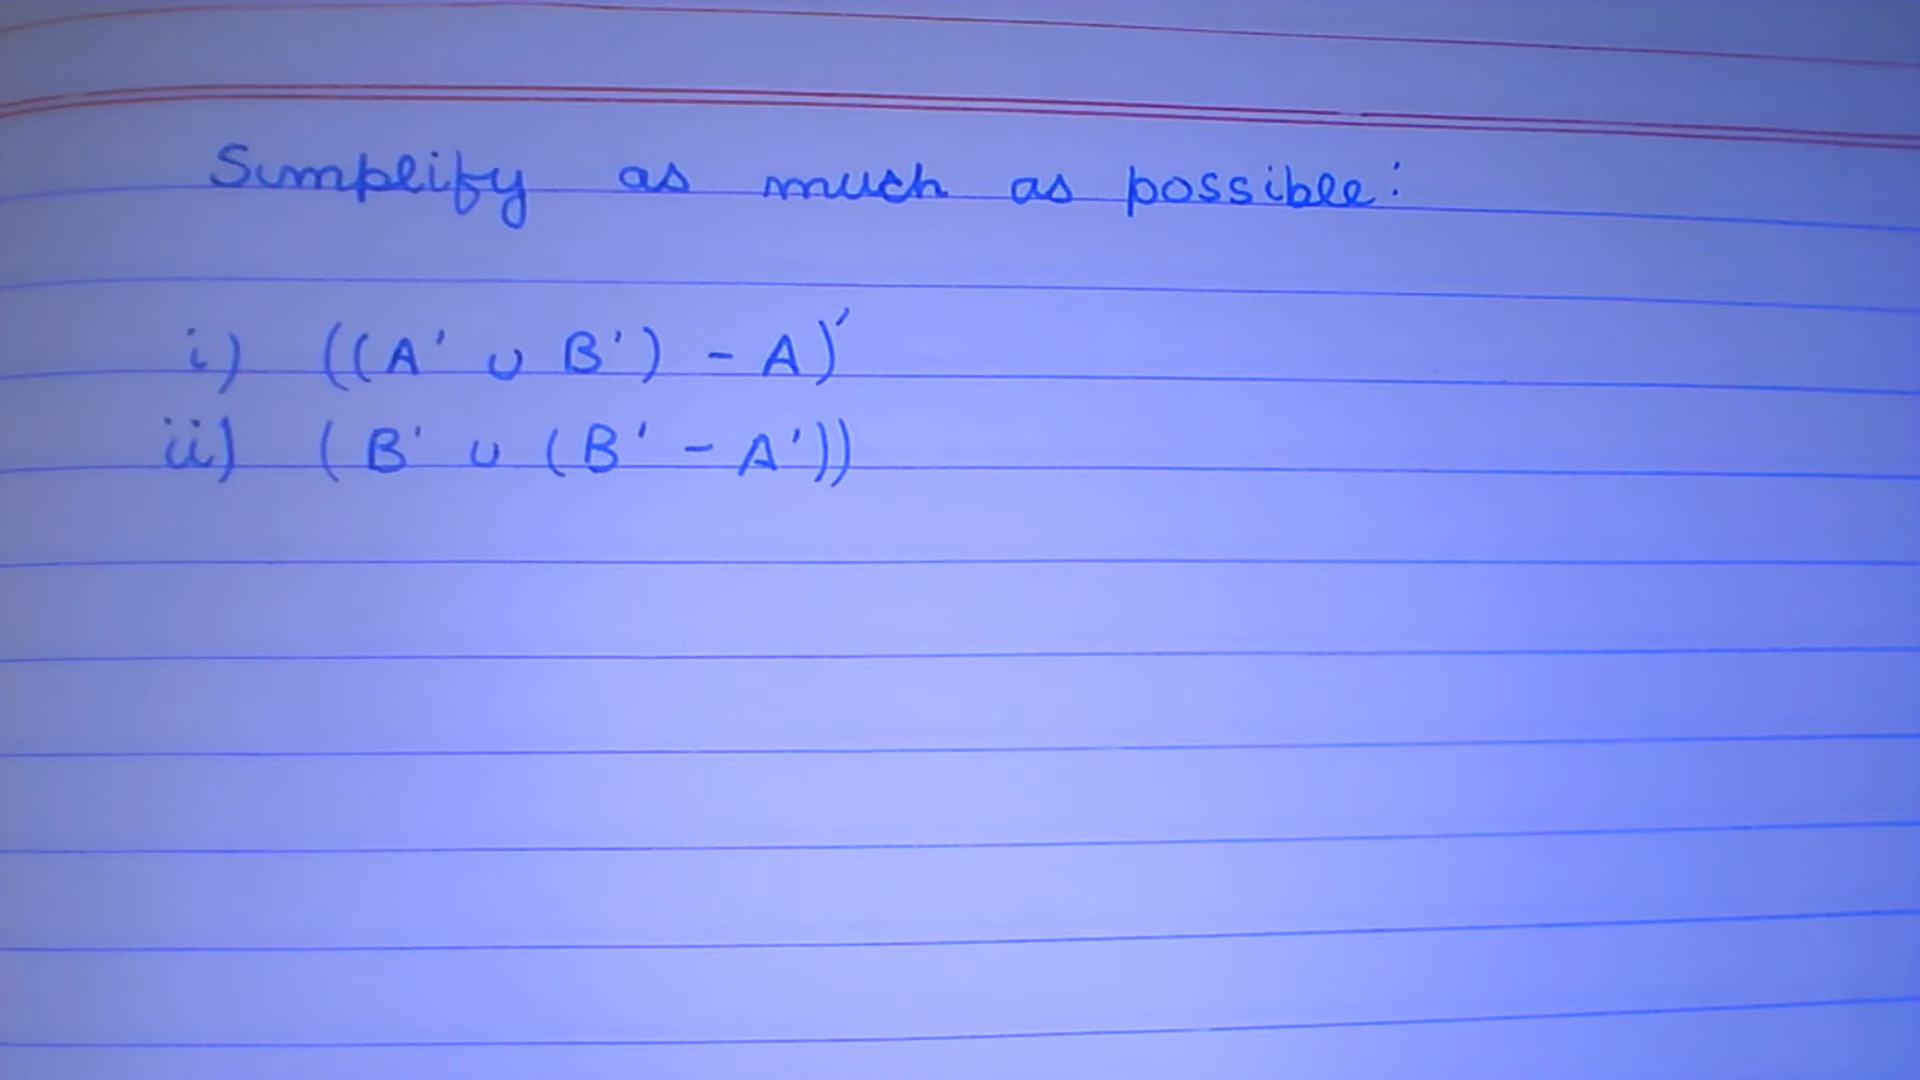 Simplify as much as possible:
i) ((A' ∪ B') - A)'
ii) (B' ∪ (B' - A'))